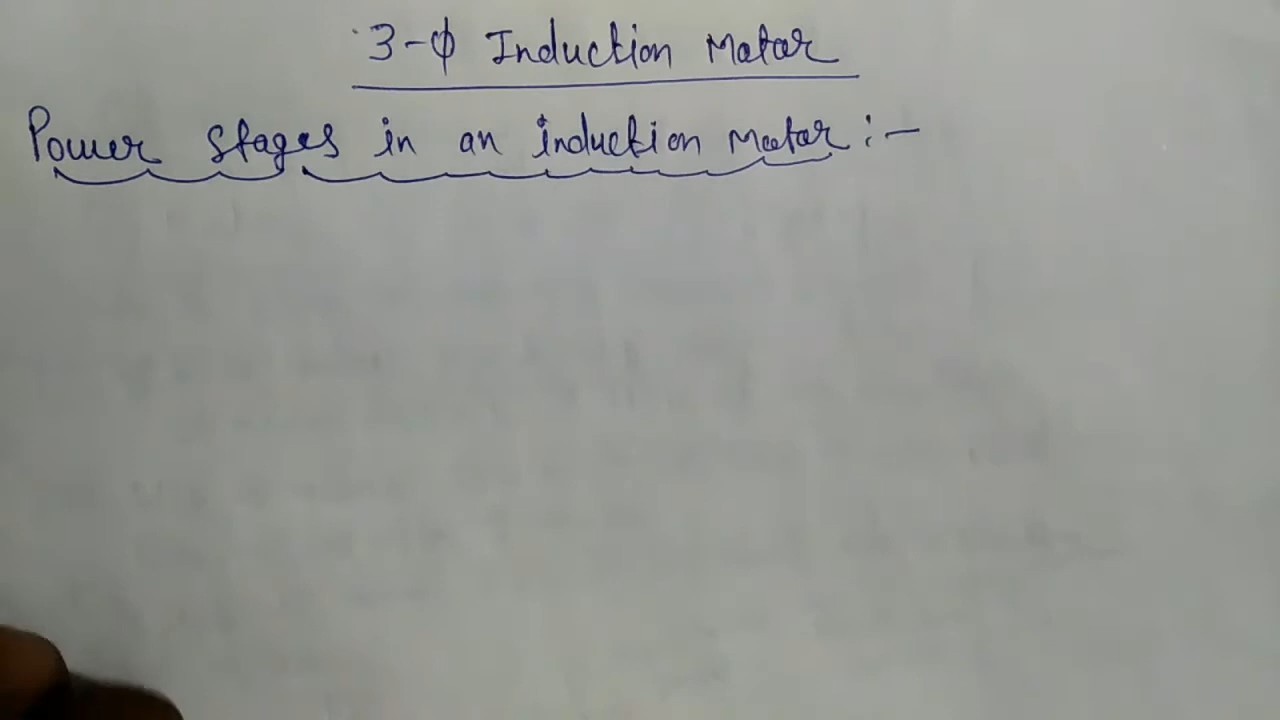 3-Φ Induction Motor
Power stages in an induction Motor :-